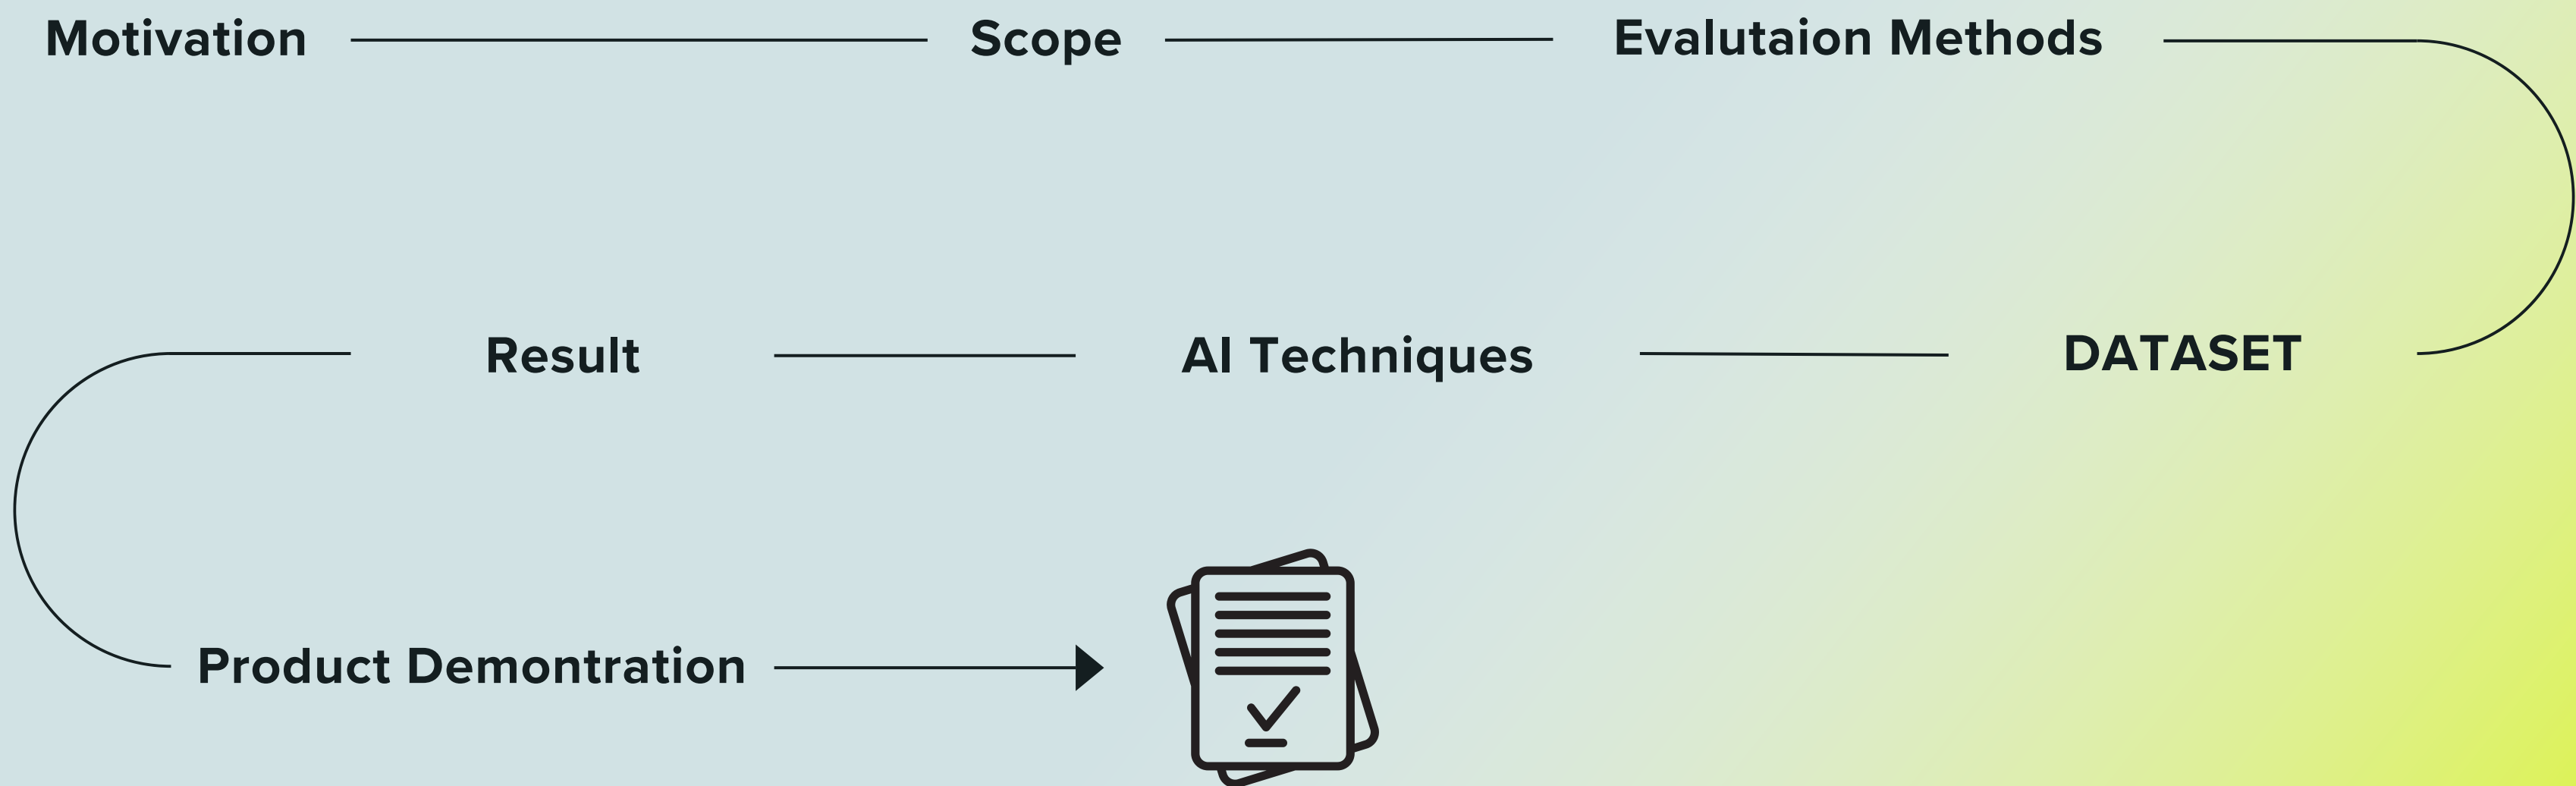 Motivation
Scope
Evalutaion Methods
DATASET
AI Techniques
Result
Product Demontration